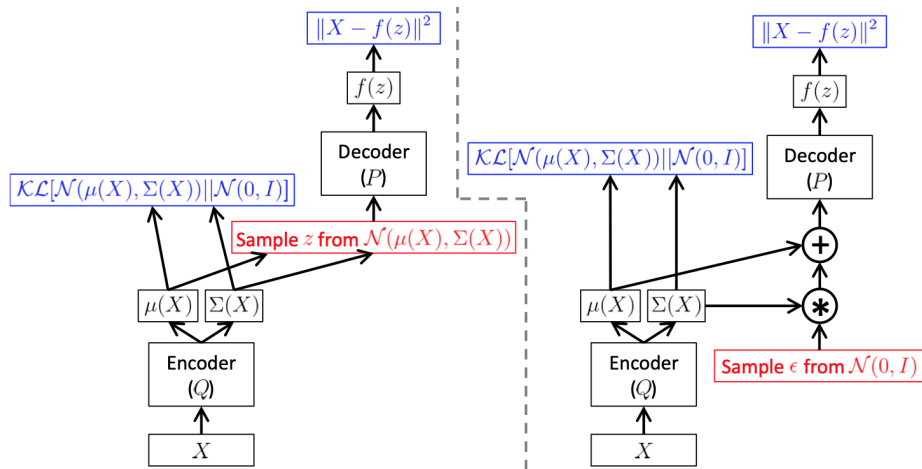 ‖X − f(z)‖²
f(z)
Decoder
(P)
𝒦ℒ[𝒩(μ(X), Σ(X))||𝒩(0, I)]
Sample z from 𝒩(μ(X), Σ(X))
μ(X)
Σ(X)
Encoder
(Q)
X
‖X − f(z)‖²
f(z)
Decoder
(P)
𝒦ℒ[𝒩(μ(X), Σ(X))||𝒩(0, I)]
+
μ(X)
Σ(X)
*
Encoder
(Q)
Sample ϵ from 𝒩(0, I)
X